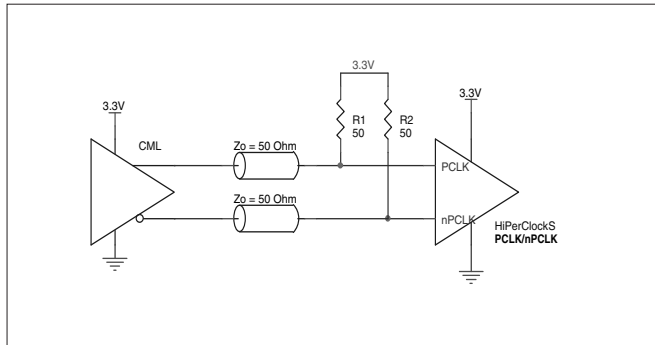 3.3V
3.3V
3.3V
R1
50
R2
50
CML
Zo = 50 Ohm
PCLK
Zo = 50 Ohm
nPCLK
HiPerClockS
PCLK/nPCLK